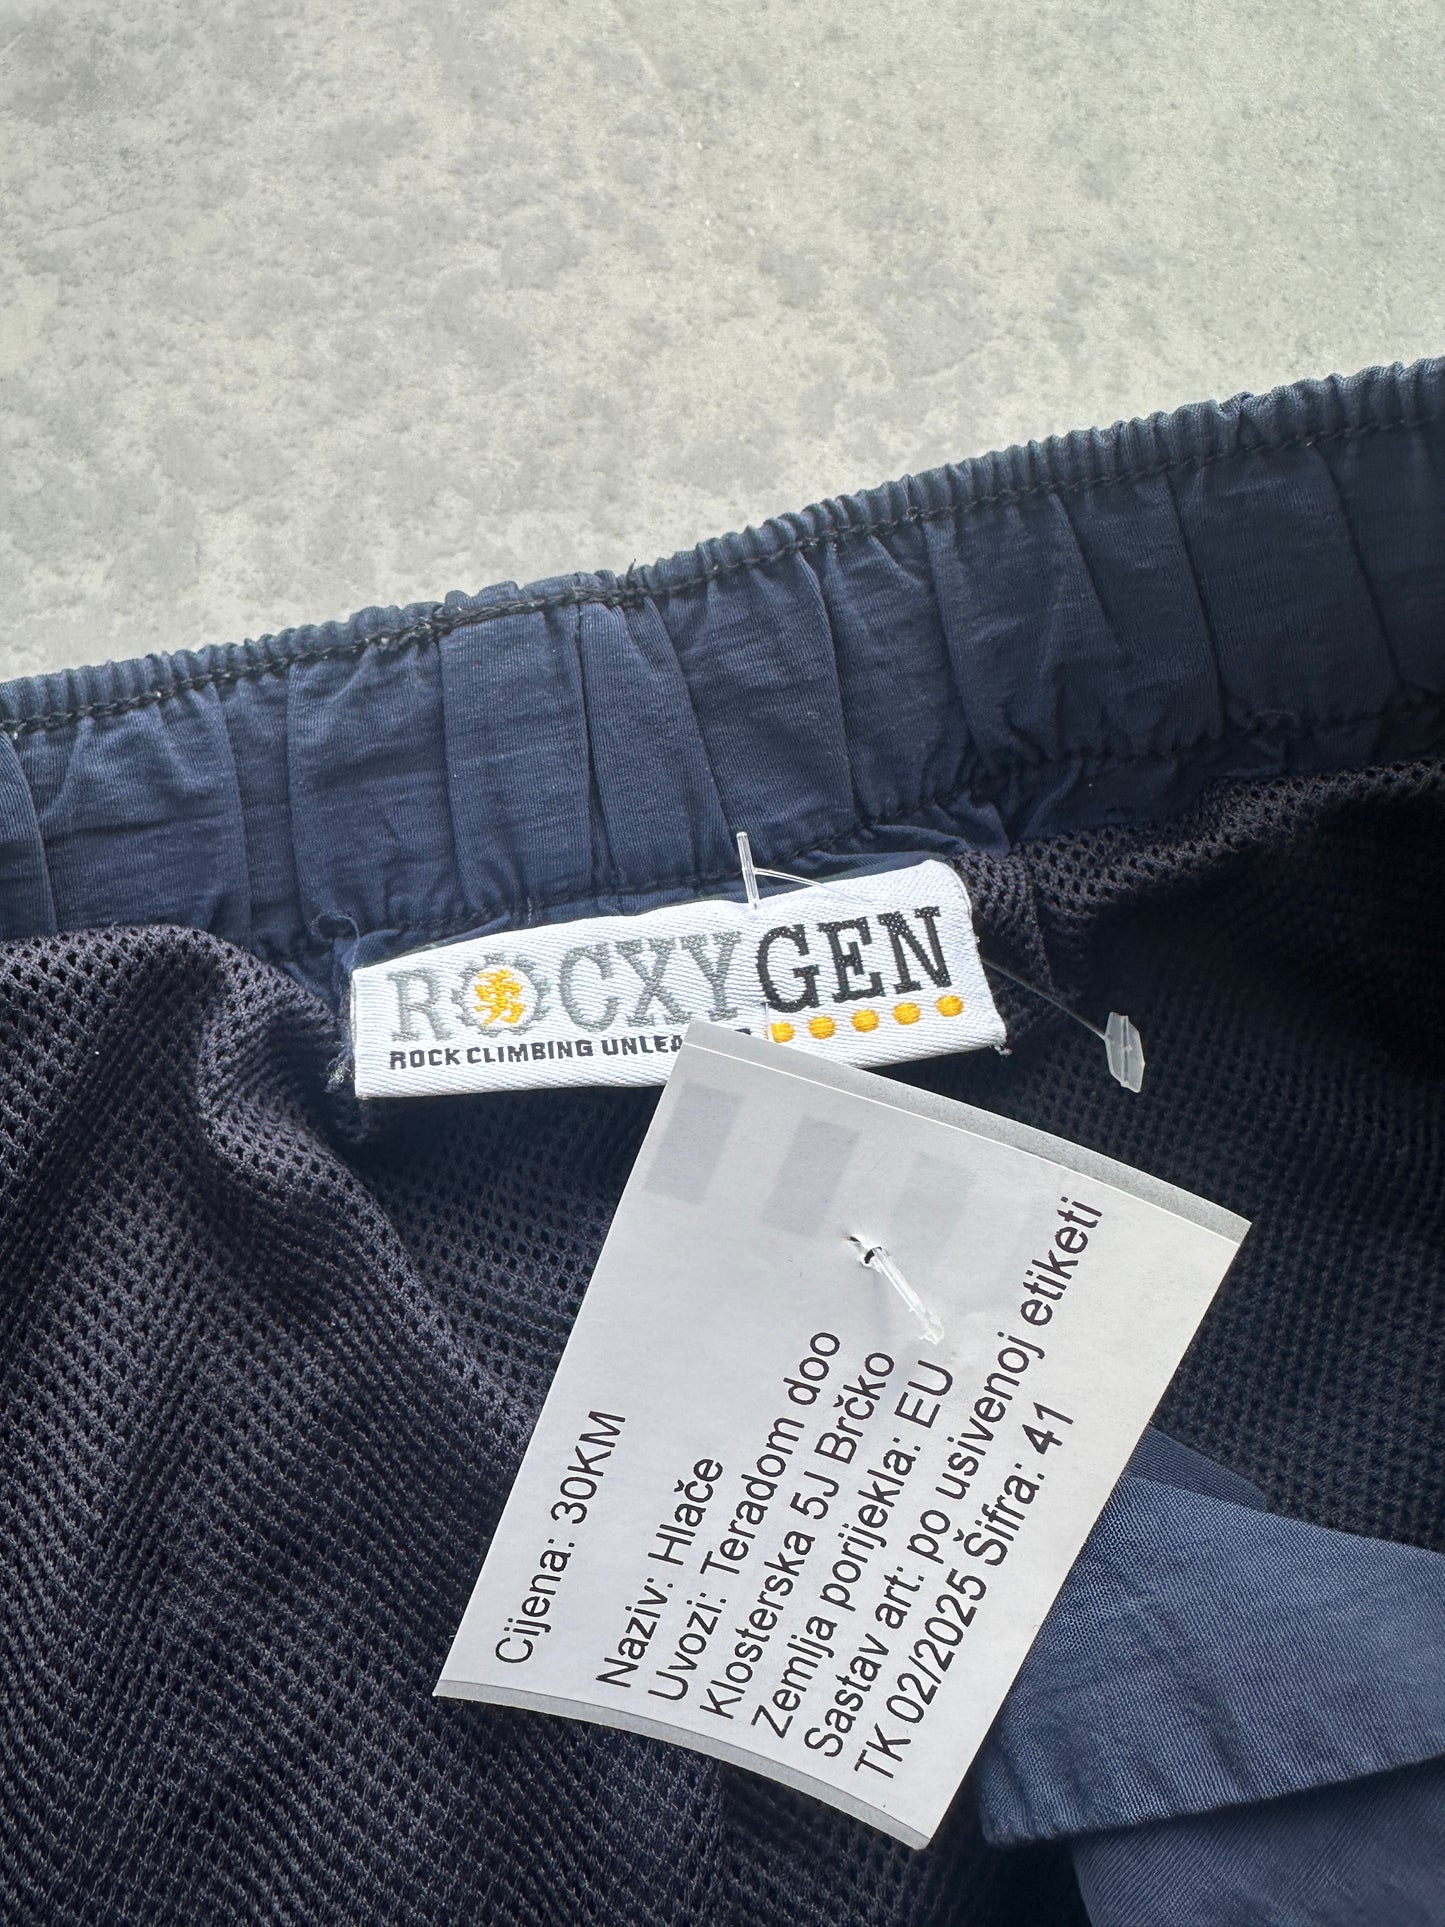 ROCXYGEN
ROCK CLIMBING
Cijena: 30KM
Naziv: Hlače
Uvozi: Teradom doo
Klosterska 5J Brčko
Zemlja porijekla: EU
Sastav art: po usivenoj etiketi
TK 02/2025 Šifra: 41